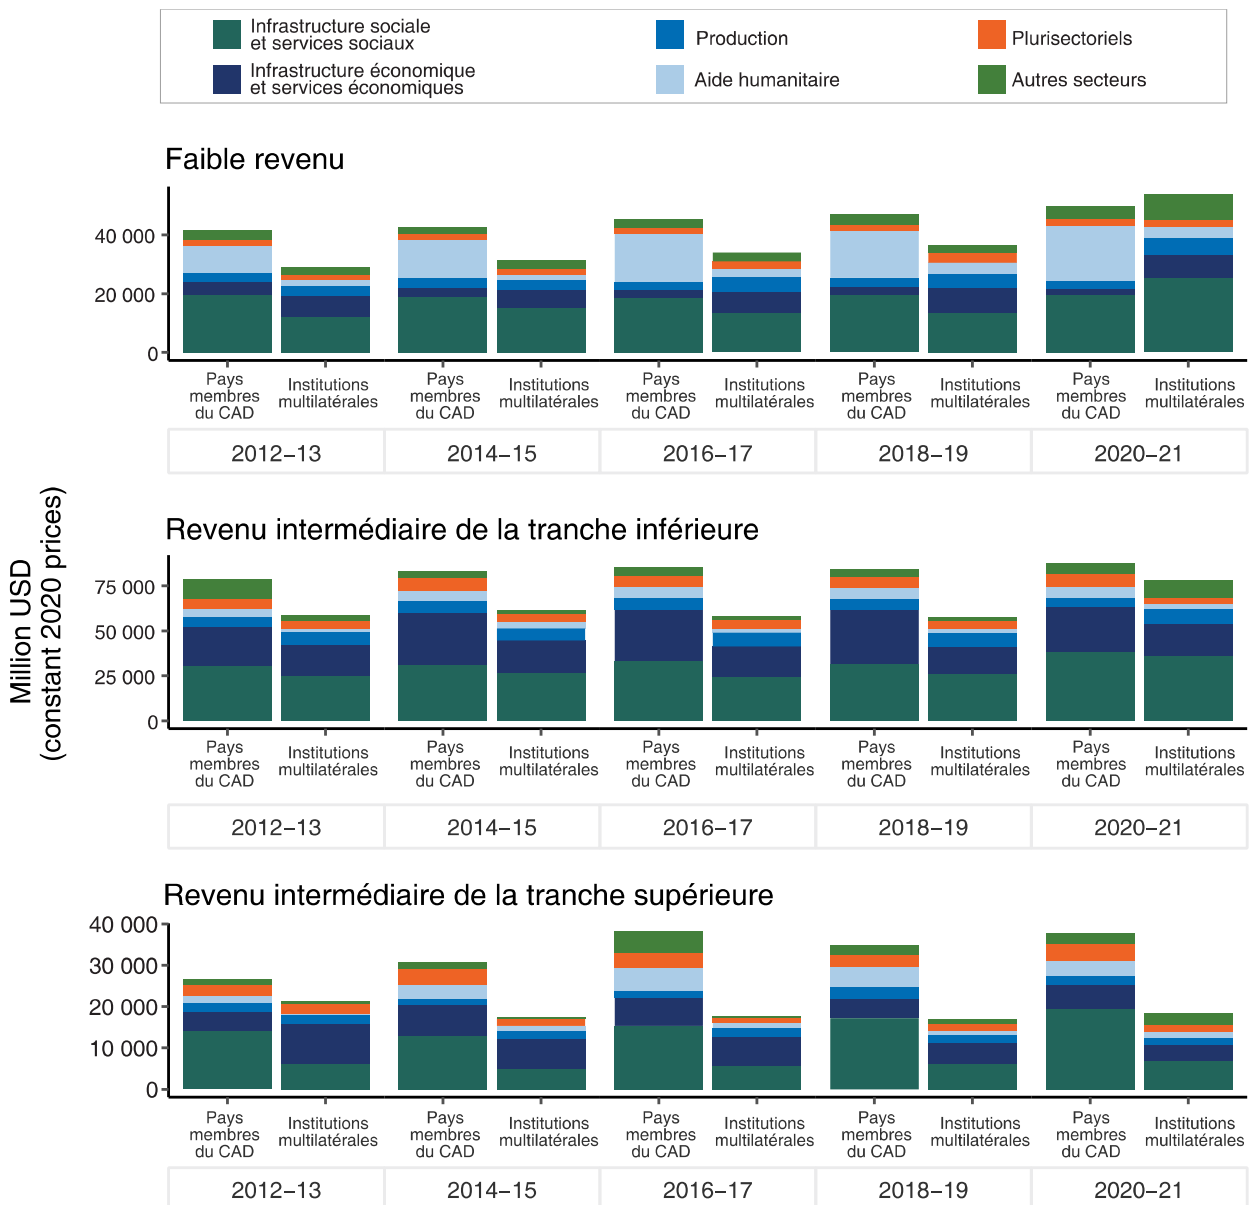 Infrastructure sociale
et services sociaux
Production
Plurisectoriels
Infrastructure économique
et services économiques
Aide humanitaire
Autres secteurs
Million USD
(constant 2020 prices)
Faible revenu
40 000
20 000
0
Pays
membres
du CAD
Institutions
multilatérales
Pays
membres
du CAD
Institutions
multilatérales
Pays
membres
du CAD
Institutions
multilatérales
Pays
membres
du CAD
Institutions
multilatérales
Pays
membres
du CAD
Institutions
multilatérales
2012–13
2014–15
2016–17
2018–19
2020–21
Revenu intermédiaire de la tranche inférieure
75 000
50 000
25 000
0
Pays
membres
du CAD
Institutions
multilatérales
Pays
membres
du CAD
Institutions
multilatérales
Pays
membres
du CAD
Institutions
multilatérales
Pays
membres
du CAD
Institutions
multilatérales
Pays
membres
du CAD
Institutions
multilatérales
2012–13
2014–15
2016–17
2018–19
2020–21
Revenu intermédiaire de la tranche supérieure
40 000
30 000
20 000
10 000
0
Pays
membres
du CAD
Institutions
multilatérales
Pays
membres
du CAD
Institutions
multilatérales
Pays
membres
du CAD
Institutions
multilatérales
Pays
membres
du CAD
Institutions
multilatérales
Pays
membres
du CAD
Institutions
multilatérales
2012–13
2014–15
2016–17
2018–19
2020–21